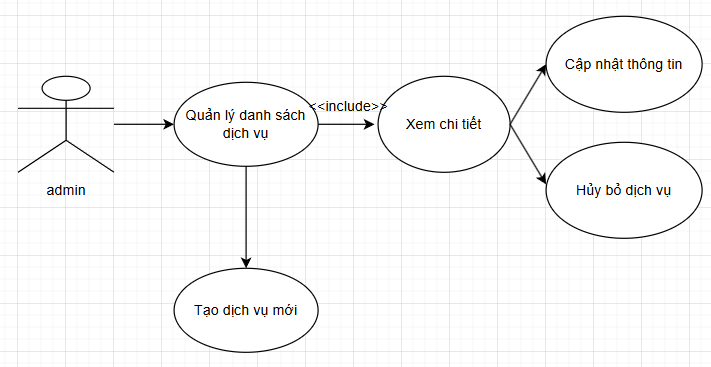 Cập nhật thông tin
<<include>>
Quản lý danh sách
dịch vụ
Xem chi tiết
admin
Hủy bỏ dịch vụ
Tạo dịch vụ mới